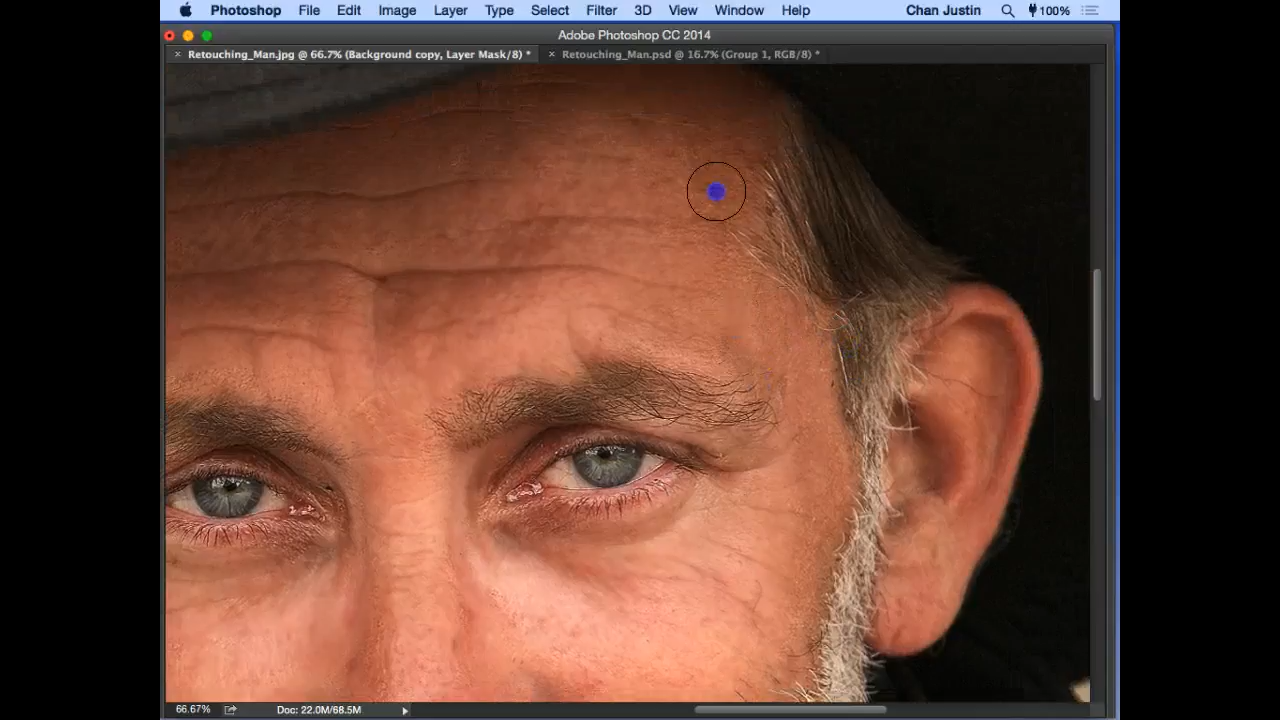 Photoshop File Edit Image Layer Type Select Filter 3D View Window Help Chan Justin 100%
Adobe Photoshop CC 2014
× Retouching_Man.jpg @ 66.7% (Background copy, Layer Mask/8) * × Retouching_Man.psd @ 16.7% (Group 1, RGB/8) *
66.67% Doc: 22.0M/68.5M